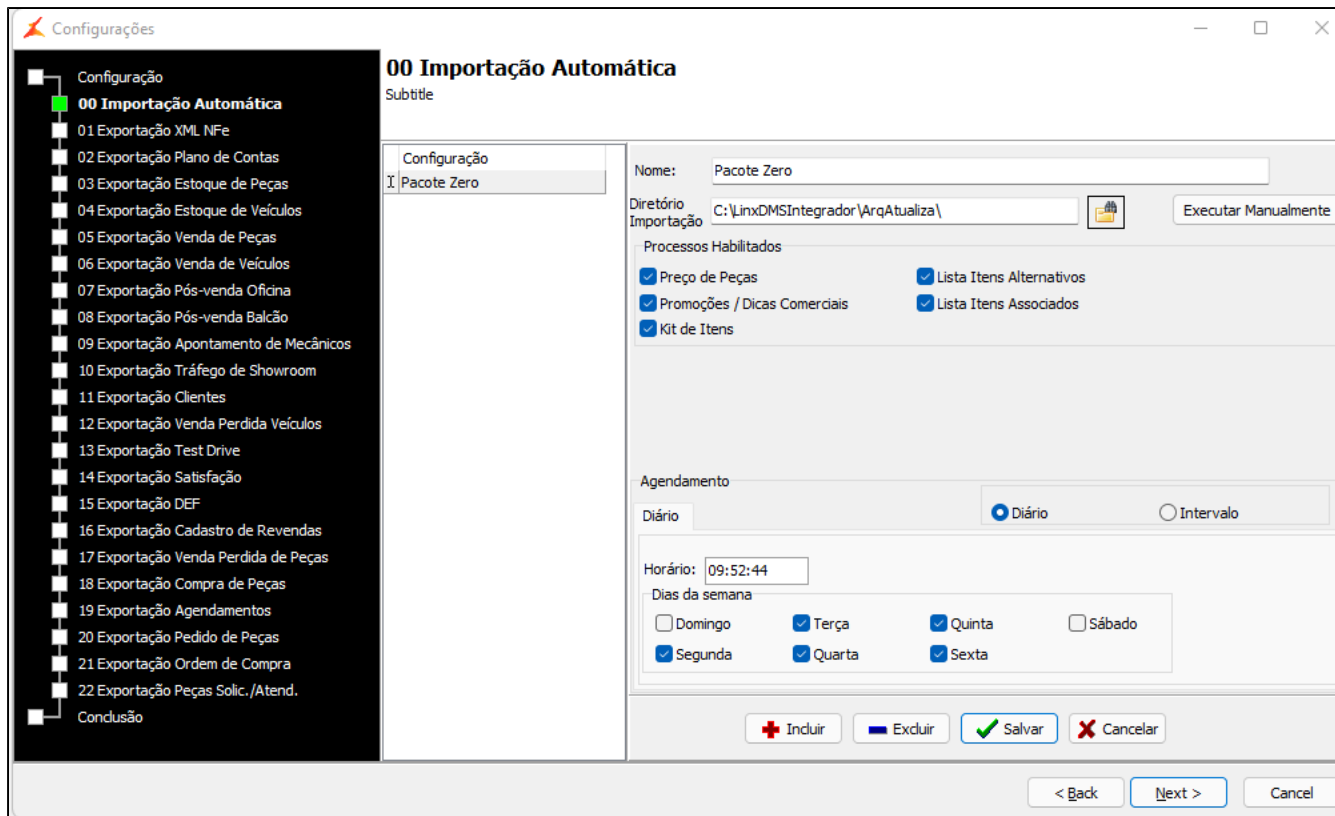 Configurações
Configuração
00 Importação Automática
01 Exportação XML NFe
02 Exportação Plano de Contas
03 Exportação Estoque de Peças
04 Exportação Estoque de Veículos
05 Exportação Venda de Peças
06 Exportação Venda de Veículos
07 Exportação Pós-venda Oficina
08 Exportação Pós-venda Balcão
09 Exportação Apontamento de Mecânicos
10 Exportação Tráfego de Showroom
11 Exportação Clientes
12 Exportação Venda Perdida Veículos
13 Exportação Test Drive
14 Exportação Satisfação
15 Exportação DEF
16 Exportação Cadastro de Revendas
17 Exportação Venda Perdida de Peças
18 Exportação Compra de Peças
19 Exportação Agendamentos
20 Exportação Pedido de Peças
21 Exportação Ordem de Compra
22 Exportação Peças Solic./Atend.
Conclusão
00 Importação Automática
Subtitle
Configuração
Pacote Zero
Nome: Pacote Zero
Diretório Importação C:\LinxDMSIntegrador\ArqAtualiza\ Executar Manualmente
Processos Habilitados
Preço de Peças Lista Itens Alternativos
Promoções / Dicas Comerciais Lista Itens Associados
Kit de Itens
Agendamento
Diário Diário Intervalo
Horário: 09:52:44
Dias da semana
Domingo Terça Quinta Sábado
Segunda Quarta Sexta
Incluir Excluir Salvar Cancelar
< Back Next > Cancel